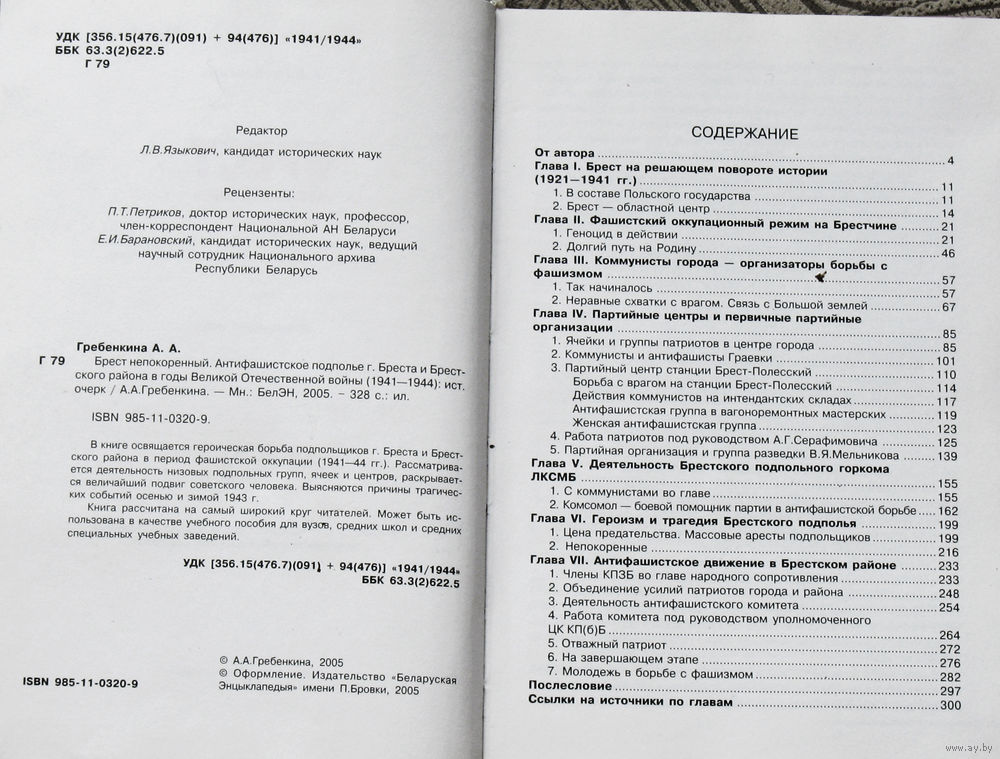 УДК [356.15(476.7)(091) + 94(476)] «1941/1944»
ББК 63.3(2)622.5
Г 79
Редактор
Л.В.Языкович, кандидат исторических наук
Рецензенты:
П.Т.Петриков, доктор исторических наук, профессор,
член-корреспондент Национальной АН Беларуси
Е.И.Барановский, кандидат исторических наук, ведущий
научный сотрудник Национального архива
Республики Беларусь
Гребенкина А. А.
Г 79 Брест непокоренный. Антифашистское подполье г. Бреста и Брест-
ского района в годы Великой Отечественной войны (1941—1944): ист.
очерк / А.А.Гребенкина. — Мн.: БелЭН, 2005. – 328 с.: ил.
ISBN 985-11-0320-9.
В книге освящается героическая борьба подпольщиков г. Бреста и Брест-
ского района в период фашистской оккупации (1941—44 гг.). Рассматрива-
ется деятельность низовых подпольных групп, ячеек и центров, раскрывает-
ся величайший подвиг советского человека. Выясняются причины трагичес-
ких событий осенью и зимой 1943 г.
Книга рассчитана на самый широкий круг читателей. Может быть ис-
пользована в качестве учебного пособия для вузов, средних школ и средних
специальных учебных заведений.
УДК [356.15(476.7)(091) + 94(476)] «1941/1944»
ББК 63.3(2)622.5
© А.А.Гребенкина, 2005
© Оформление. Издательство «Беларуская
Энцыклапедыя» имени П.Бровки, 2005
ISBN 985-11-0320-9
СОДЕРЖАНИЕ
От автора 4
Глава I. Брест на решающем повороте истории
(1921—1941 гг.) 11
1. В составе Польского государства 11
2. Брест — областной центр 14
Глава II. Фашистский оккупационный режим на Брестчине 21
1. Геноцид в действии 21
2. Долгий путь на Родину 46
Глава III. Коммунисты города — организаторы борьбы с
фашизмом 57
1. Так начиналось 57
2. Неравные схватки с врагом. Связь с Большой землей 67
Глава IV. Партийные центры и первичные партийные
организации 85
1. Ячейки и группы патриотов в центре города 85
2. Коммунисты и антифашисты Граевки 101
3. Партийный центр станции Брест-Полесский 110
Борьба с врагом на станции Брест-Полесский 114
Действия коммунистов на интендантских складах 117
Антифашистская группа в вагоноремонтных мастерских 119
Женская антифашистская группа 123
4. Работа патриотов под руководством А.Г.Серафимовича 125
5. Партийная организация и группа разведки В.Я.Мельникова 139
Глава V. Деятельность Брестского подпольного горкома
ЛКСМБ 155
1. С коммунистами во главе 155
2. Комсомол — боевой помощник партии в антифашистской борьбе 162
Глава VI. Героизм и трагедия Брестского подполья 199
1. Цена предательства. Массовые аресты подпольщиков 199
2. Непокоренные 216
Глава VII. Антифашистское движение в Брестском районе 233
1. Члены КПЗБ во главе народного сопротивления 233
2. Объединение усилий патриотов города и района 248
3. Деятельность антифашистского комитета 254
4. Работа комитета под руководством уполномоченного
ЦК КП(б)Б 264
5. Отважный патриот 272
6. На завершающем этапе 276
7. Молодежь в борьбе с фашизмом 282
Послесловие 297
Ссылки на источники по главам 300
www.ay.by